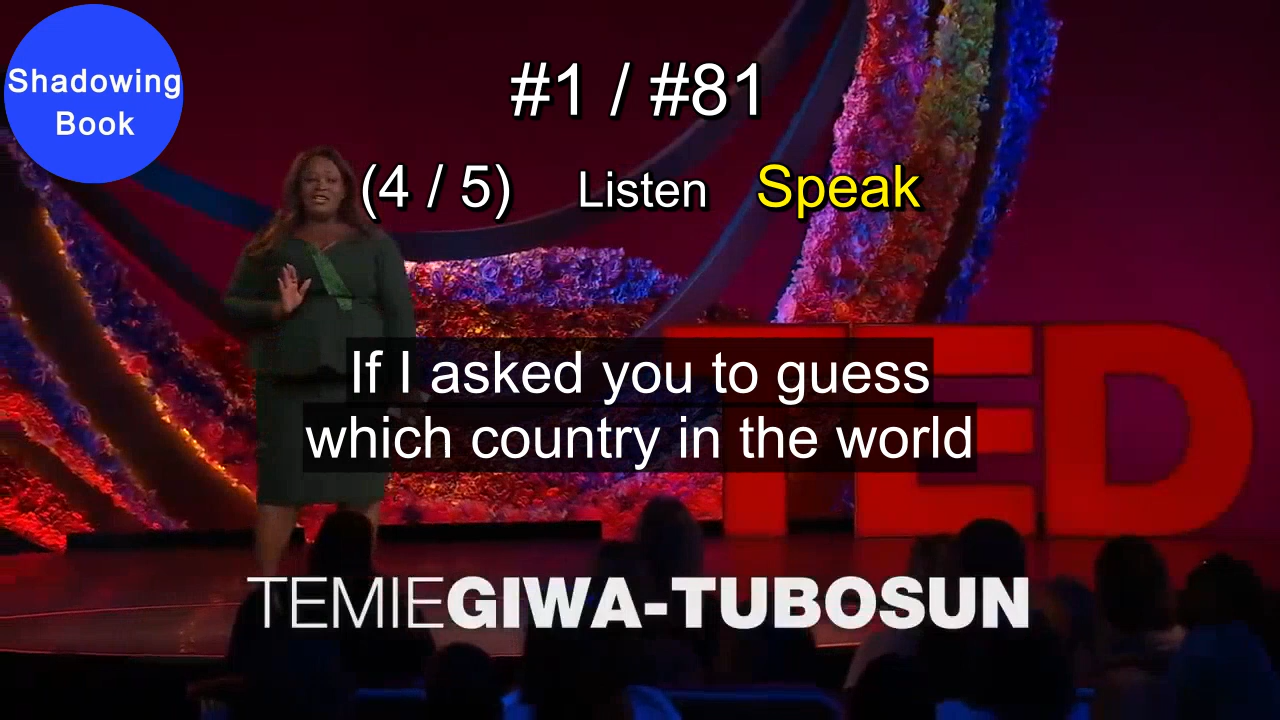 Shadowing
Book
#1 / #81
(4 / 5) Listen Speak
If I asked you to guess
which country in the world
TED
TEMIEGIWA-TUBOSUN